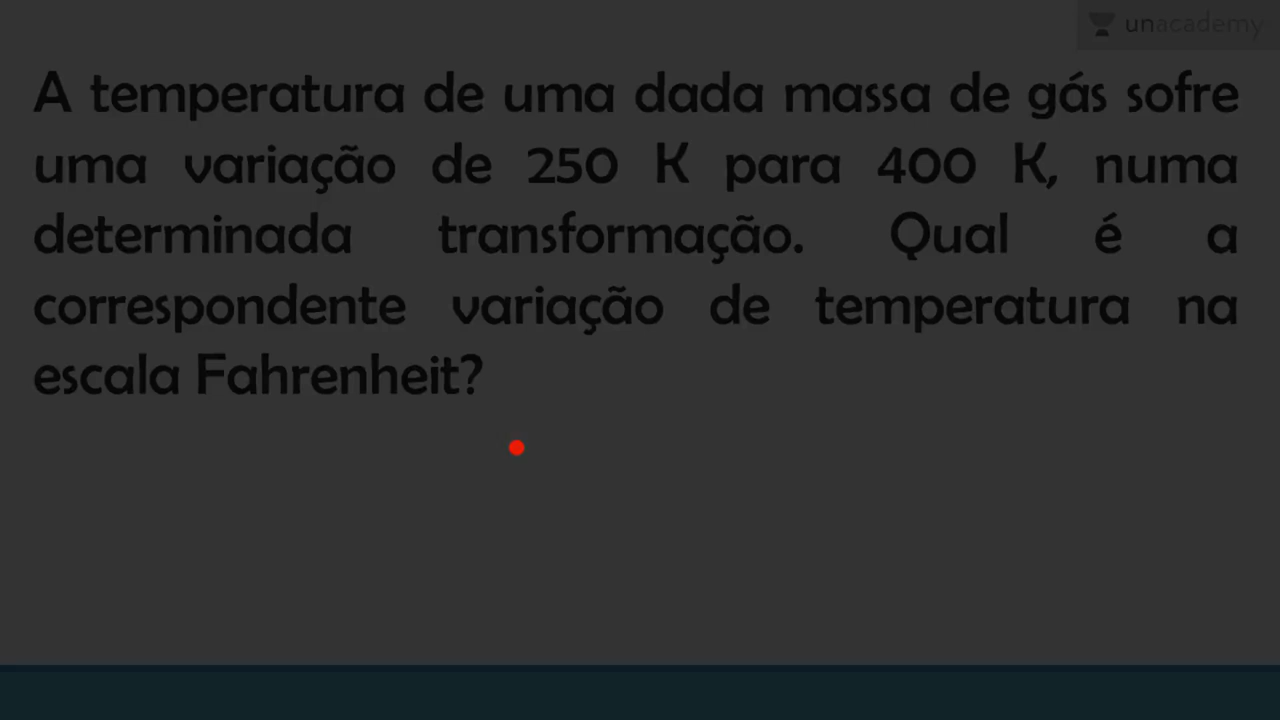 unacademy
A temperatura de uma dada massa de gás sofre
uma variação de 250 K para 400 K, numa
determinada transformação. Qual é a
correspondente variação de temperatura na
escala Fahrenheit?